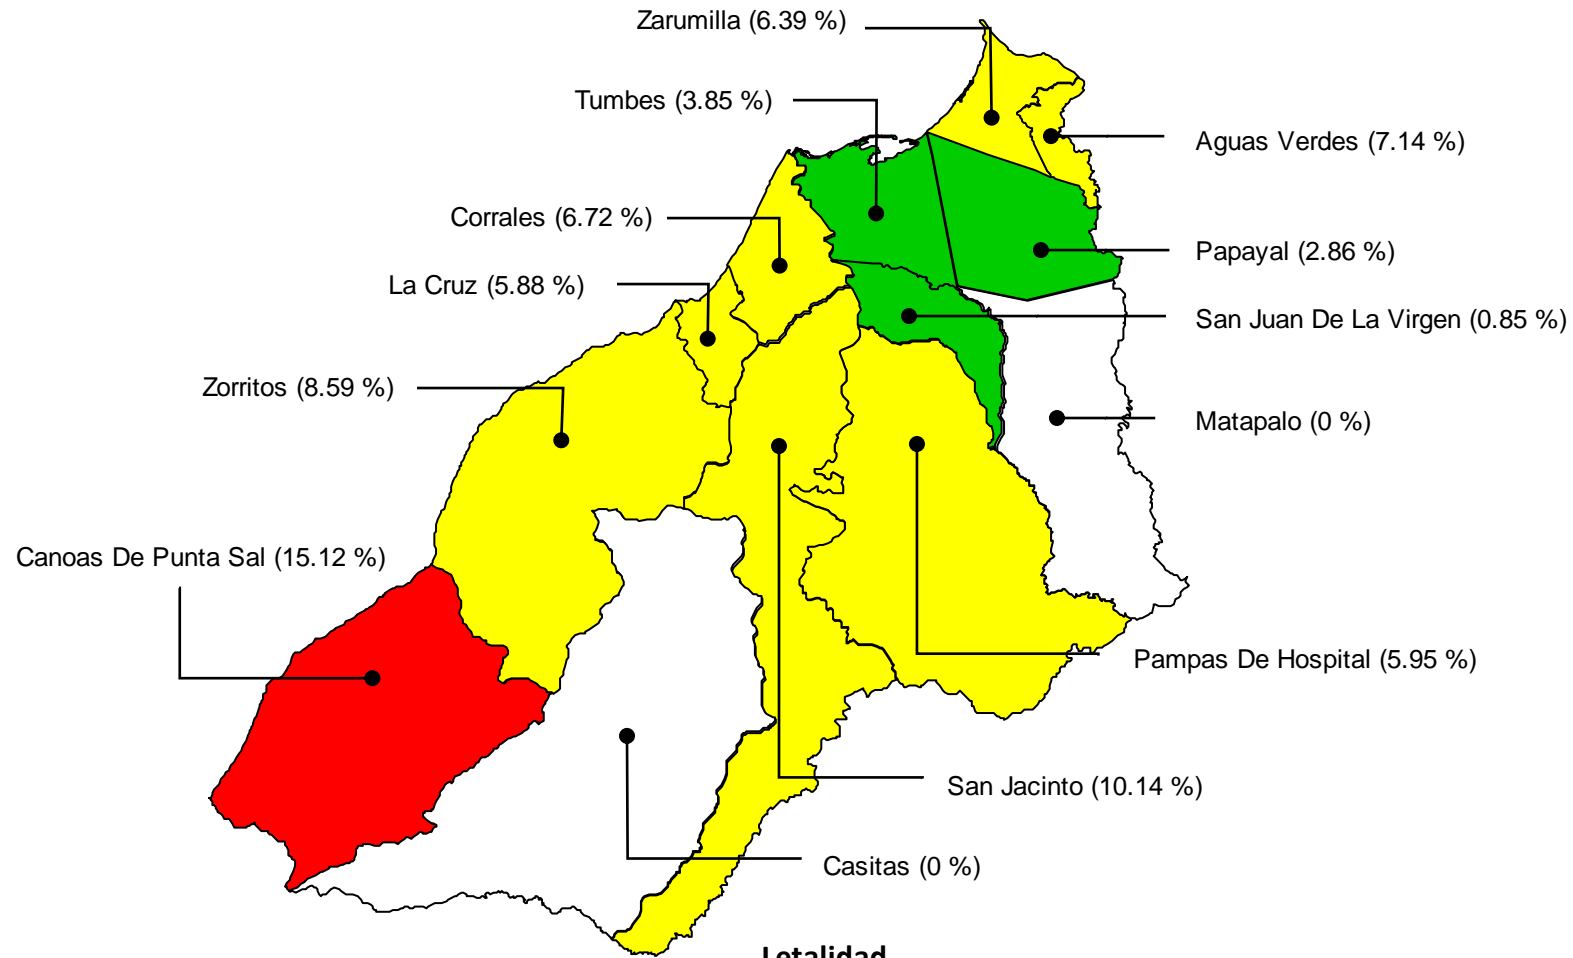 Zarumilla (6.39 %)
Tumbes (3.85 %)
Aguas Verdes (7.14 %)
Corrales (6.72 %)
Papayal (2.86 %)
La Cruz (5.88 %)
San Juan De La Virgen (0.85 %)
Zorritos (8.59 %)
Matapalo (0 %)
Canoas De Punta Sal (15.12 %)
Pampas De Hospital (5.95 %)
San Jacinto (10.14 %)
Casitas (0 %)
Letalidad